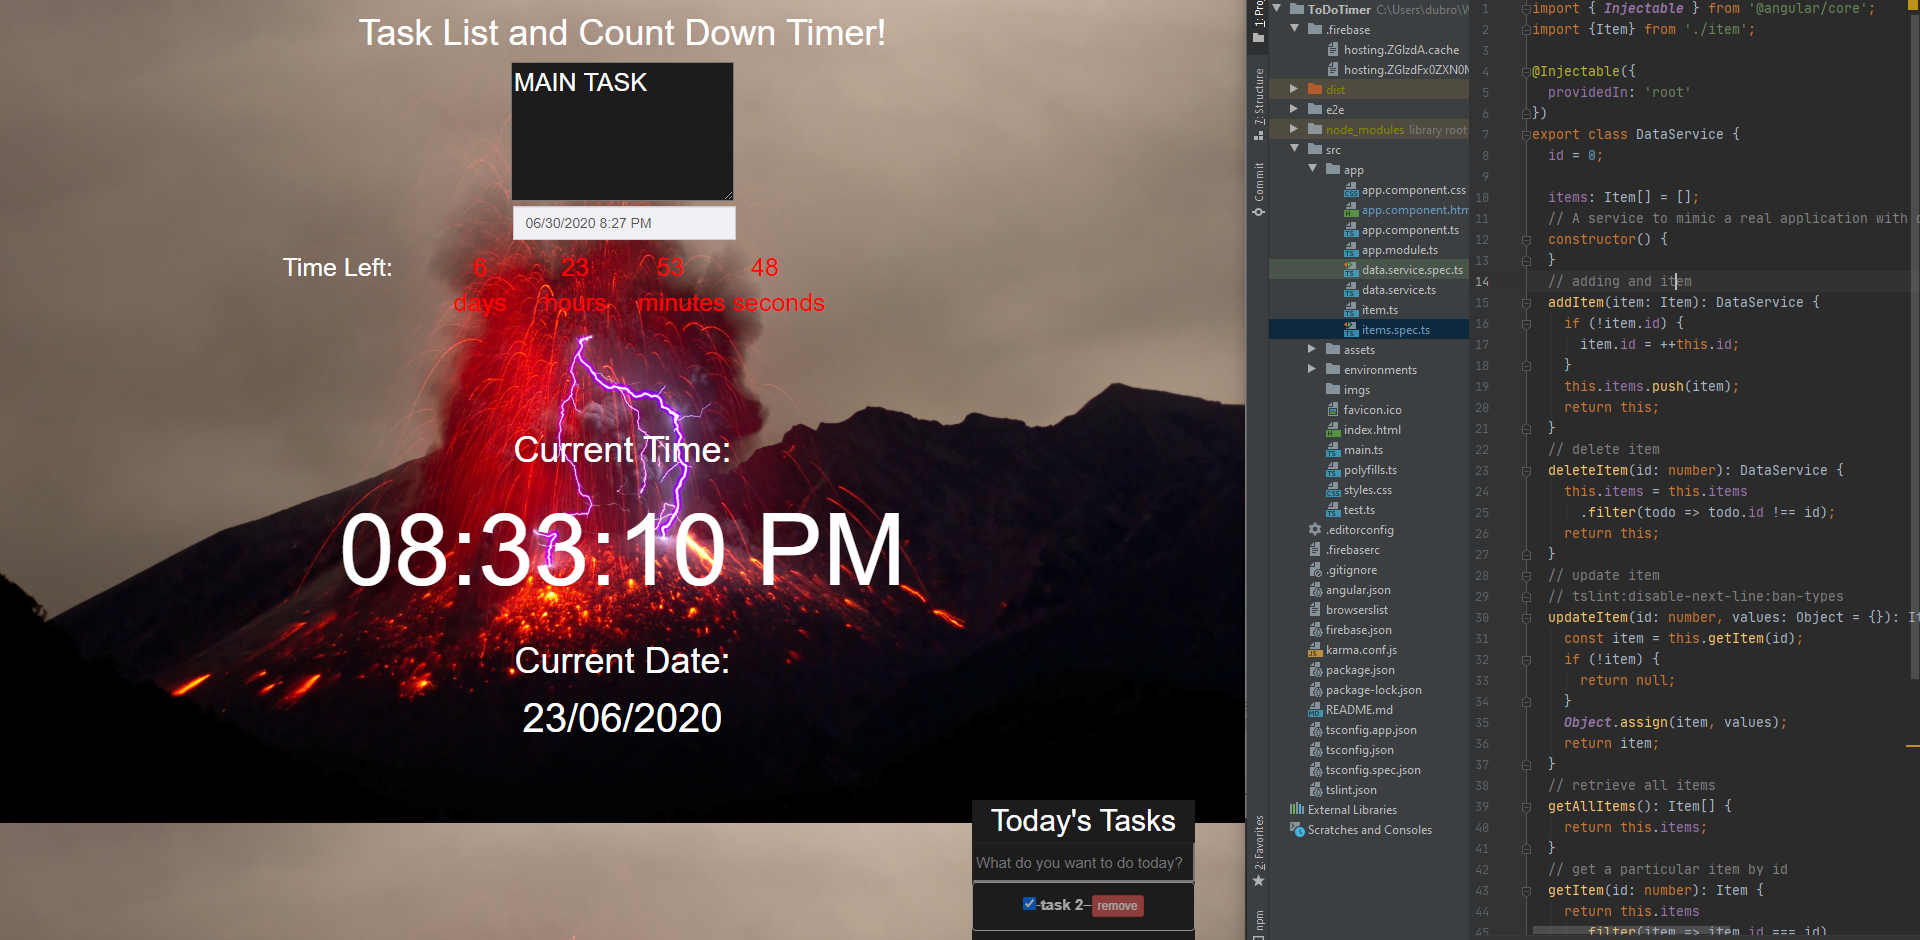 Task List and Count Down Timer!
MAIN TASK
06/30/2020 8:27 PM
Time Left:
6 23 53 48
days hours minutes seconds
Current Time:
08:33:10 PM
Current Date:
23/06/2020
Today's Tasks
What do you want to do today?
task 2
remove
7: Structure
Commit
2: Favorites
npm
ToDoTimer C:\Users\dubro\
.firebase
hosting.ZGlzdA.cache
dist
e2e
node_modules library root
src
app
app.component.css
app.component.htm
app.component.ts
app.module.ts
data.service.spec.ts
data.service.ts
item.ts
items.spec.ts
assets
environments
imgs
favicon.ico
index.html
main.ts
polyfills.ts
styles.css
test.ts
.editorconfig
.firebaserc
.gitignore
angular.json
browserslist
firebase.json
karma.conf.js
package.json
package-lock.json
README.md
tsconfig.app.json
tsconfig.json
tsconfig.spec.json
tslint.json
External Libraries
Scratches and Consoles
1 import { Injectable } from '@angular/core';
2 import {Item} from './item';
3
4 @Injectable({
5 providedIn: 'root'
6 })
7 export class DataService {
8 id = 0;
9
10 items: Item[] = [];
11 // A service to mimic a real application with
12 constructor() {
13 }
14 // adding and item
15 addItem(item: Item): DataService {
16 if (!item.id) {
17 item.id = ++this.id;
18 }
19 this.items.push(item);
20 return this;
21 }
22 // delete item
23 deleteItem(id: number): DataService {
24 this.items = this.items
25 .filter(todo => todo.id !== id);
26 return this;
27 }
28 // update item
29 // tslint:disable-next-line:ban-types
30 updateItem(id: number, values: Object = {}): It
31 const item = this.getItem(id);
32 if (!item) {
33 return null;
34 }
35 Object.assign(item, values);
36 return item;
37 }
38 // retrieve all items
39 getAllItems(): Item[] {
40 return this.items;
41 }
42 // get a particular item by id
43 getItem(id: number): Item {
44 return this.items
45 .filter(item => item.id === id)